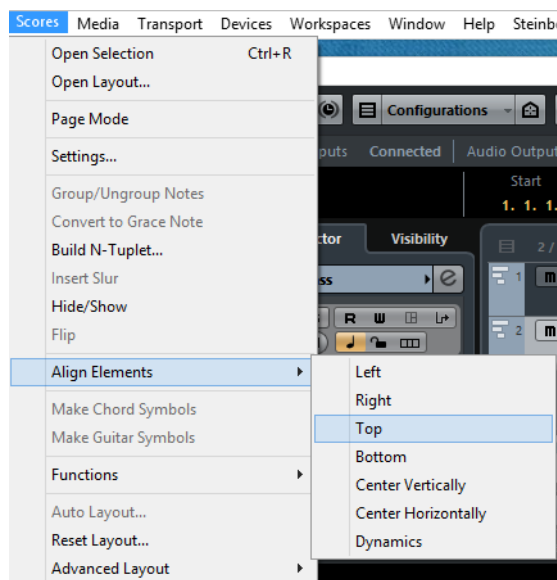 Scores Media Transport Devices Workspaces Window Help
Open Selection Ctrl+R
Open Layout...
Page Mode
Settings...
Group/Ungroup Notes
Convert to Grace Note
Build N-Tuplet...
Insert Slur
Hide/Show
Flip
Align Elements
Make Chord Symbols
Make Guitar Symbols
Functions
Auto Layout...
Reset Layout...
Advanced Layout
Left
Right
Top
Bottom
Center Vertically
Center Horizontally
Dynamics
Configurations
Connected Audio
Start
1. 1. 1.
Visibility
R W
1
2